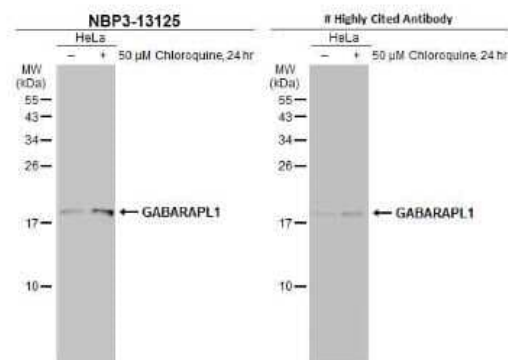 NBP3-13125
HeLa
– + 50 µM Chloroquine, 24 hr
MW
(kDa)
55
43
34
26
17
10
GABARAPL1
# Highly Cited Antibody
HeLa
– + 50 µM Chloroquine, 24 hr
MW
(kDa)
55
43
34
26
17
10
GABARAPL1